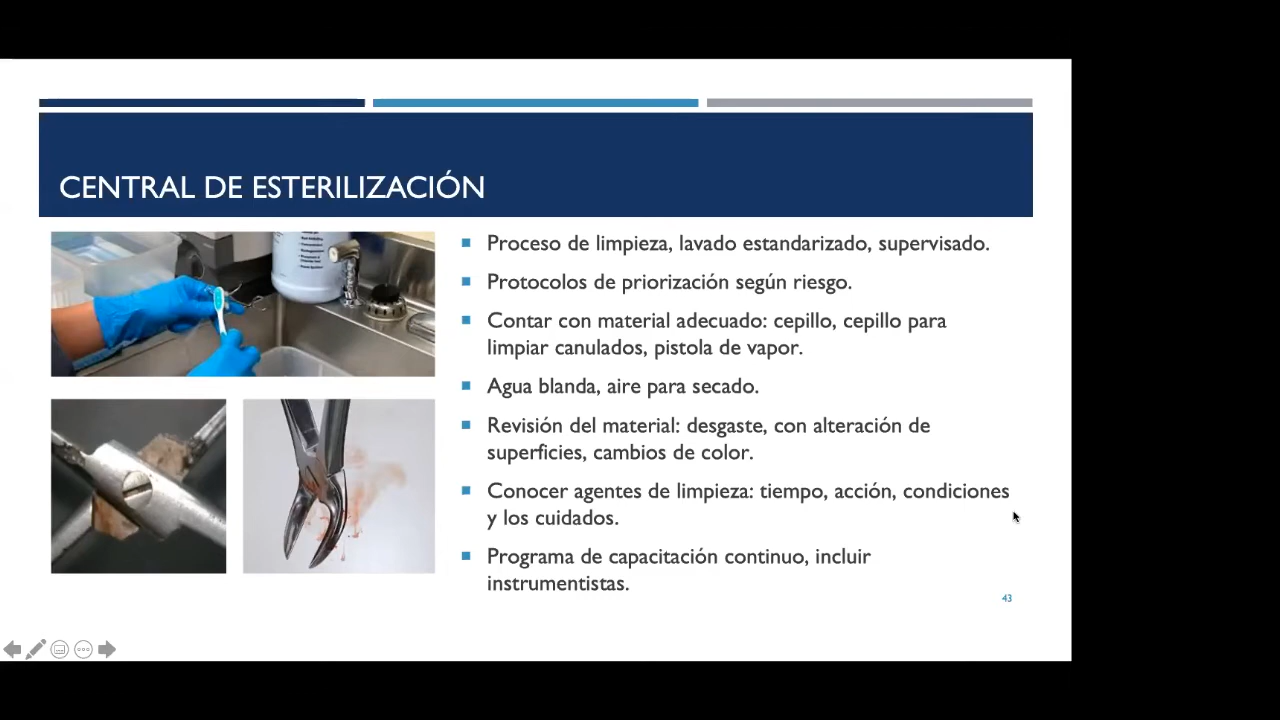 CENTRAL DE ESTERILIZACIÓN
Proceso de limpieza, lavado estandarizado, supervisado.
Protocolos de priorización según riesgo.
Contar con material adecuado: cepillo, cepillo para
limpiar canulados, pistola de vapor.
Agua blanda, aire para secado.
Revisión del material: desgaste, con alteración de
superficies, cambios de color.
Conocer agentes de limpieza: tiempo, acción, condiciones
y los cuidados.
Programa de capacitación continuo, incluir
instrumentistas.
43